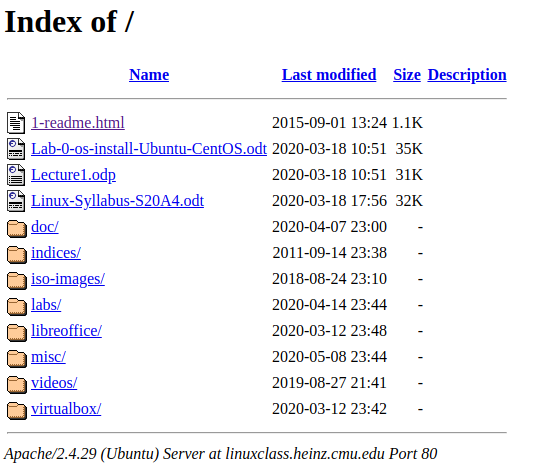 Index of /
Name Last modified Size Description
1-readme.html 2015-09-01 13:24 1.1K
Lab-0-os-install-Ubuntu-CentOS.odt 2020-03-18 10:51 35K
Lecture1.odp 2020-03-18 10:51 31K
Linux-Syllabus-S20A4.odt 2020-03-18 17:56 32K
doc/ 2020-04-07 23:00 -
indices/ 2011-09-14 23:38 -
iso-images/ 2018-08-24 23:10 -
labs/ 2020-04-14 23:44 -
libreoffice/ 2020-03-12 23:48 -
misc/ 2020-05-08 23:44 -
videos/ 2019-08-27 21:41 -
virtualbox/ 2020-03-12 23:42 -
Apache/2.4.29 (Ubuntu) Server at linuxclass.heinz.cmu.edu Port 80